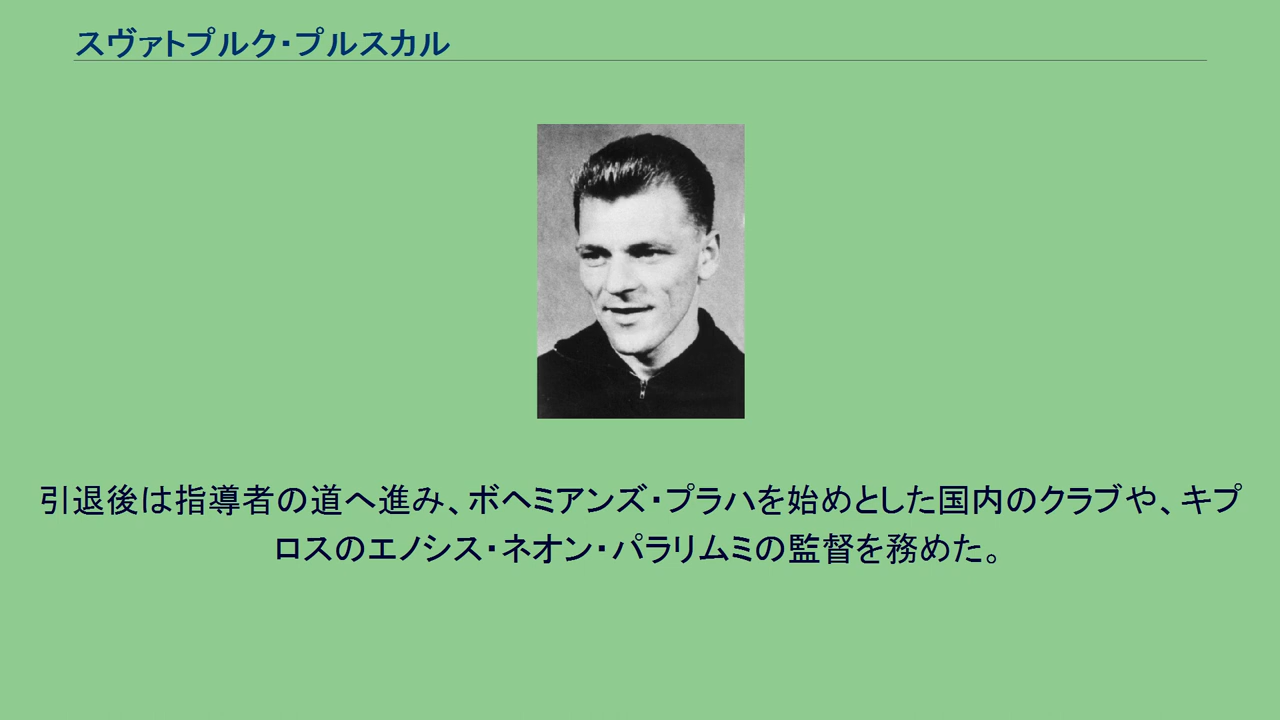 スヴァトプルク・プルスカル
引退後は指導者の道へ進み、ボヘミアンズ・プラハを始めとした国内のクラブや、キプ
ロスのエノシス・ネオン・パラリムミの監督を務めた。